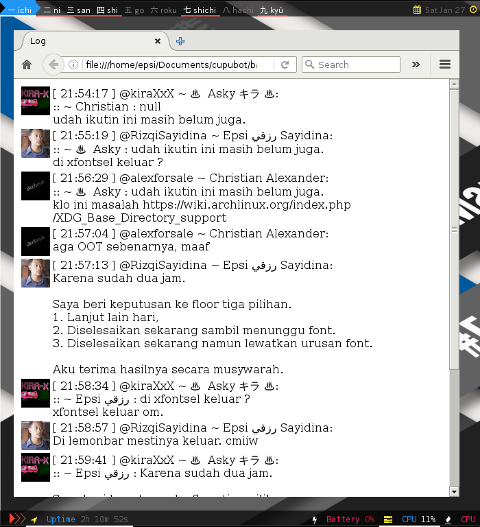 一 ichi 二 ni 三 san 四 shi 五 go 六 roku 七 shichi 八 hachi 九 kyū Sat Jan 27
Log
file:///home/epsi/Documents/cupubot/ba Search
[ 21:54:17 ] @kiraXxX ~ ♨ Asky キラ ♨:
:: ~ Christian : null
udah ikutin ini masih belum juga.
[ 21:55:19 ] @RizqiSayidina ~ Epsi رزقي Sayidina:
:: ~ ♨ Asky : udah ikutin ini masih belum juga.
di xfontsel keluar ?
[ 21:56:29 ] @alexforsale ~ Christian Alexander:
:: ~ ♨ Asky : udah ikutin ini masih belum juga.
klo ini masalah https://wiki.archlinux.org/index.php
/XDG_Base_Directory_support
[ 21:57:04 ] @alexforsale ~ Christian Alexander:
aga OOT sebenarnya, maaf
[ 21:57:13 ] @RizqiSayidina ~ Epsi رزقي Sayidina:
Karena sudah dua jam.
Saya beri keputusan ke floor tiga pilihan.
1. Lanjut lain hari,
2. Diselesaikan sekarang sambil menunggu font.
3. Diselesaikan sekarang namun lewatkan urusan font.
Aku terima hasilnya secara musywarah.
[ 21:58:34 ] @kiraXxX ~ ♨ Asky キラ ♨:
:: ~ Epsi رزقي : di xfontsel keluar ?
xfontsel keluar om.
[ 21:58:57 ] @RizqiSayidina ~ Epsi رزقي Sayidina:
Di lemonbar mestinya keluar. cmiiw
[ 21:59:41 ] @kiraXxX ~ ♨ Asky キラ ♨:
:: ~ Epsi رزقي : Karena sudah dua jam.
Uptime 2h 10m 52s Battery 0% CPU 11% CPU